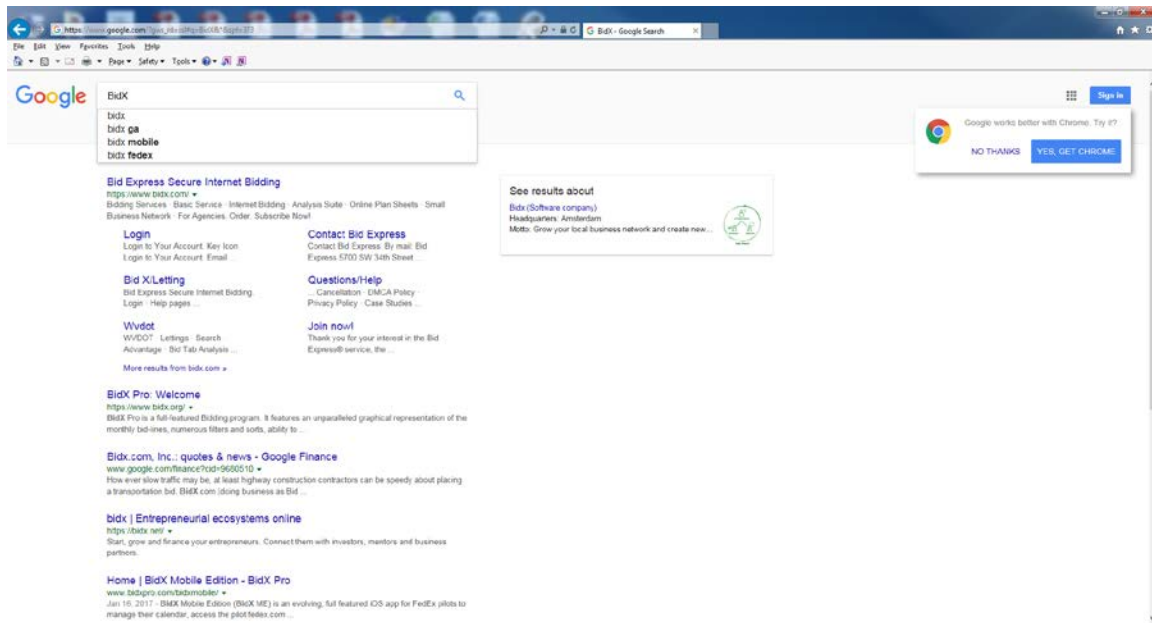 BidX - Google Search
File Edit View Favorites Tools Help
Page Safety Tools
Google
BidX
Sign in
bidx
bidx ga
bidx mobile
bidx fedex
Google works better with Chrome. Try it?
NO THANKS
YES, GET CHROME
Bid Express Secure Internet Bidding
https://www.bidx.com/
Bidding Services · Basic Service · Internet Bidding · Analysis Suite · Online Plan Sheets · Small
Business Network · For Agencies. Order. Subscribe Now!
Login
Login to Your Account. Key Icon
Login to Your Account. Email ...
Contact Bid Express
Contact Bid Express. By mail: Bid
Express 5700 SW 34th Street ...
Bid X/Letting
Bid Express Secure Internet Bidding.
Login · Help pages ...
Questions/Help
... Cancellation · DMCA Policy ·
Privacy Policy · Case Studies ...
Wvdot
WVDOT · Lettings · Search
Advantage · Bid Tab Analysis ...
Join now!
Thank you for your interest in the Bid
Express® service, the ...
More results from bidx.com »
See results about
Bidx (Software company)
Headquarters: Amsterdam
Motto: Grow your local business network and create new...
BidX Pro: Welcome
https://www.bidx.org/
BidX Pro is a full-featured Bidding program. It features an unparalleled graphical representation of the
monthly bid-lines, numerous filters and sorts, ability to ...
Bidx.com, Inc.: quotes & news - Google Finance
www.google.com/finance?cid=9680510
How ever slow traffic may be, at least highway construction contractors can be speedy about placing
a transportation bid. BidX.com (doing business as Bid ...
bidx | Entrepreneurial ecosystems online
https://bidx.net/
Start, grow and finance your entrepreneurs. Connect them with investors, mentors and business
partners.
Home | BidX Mobile Edition - BidX Pro
www.bidxpro.com/bidxmobile/
Jan 16, 2017 - BidX Mobile Edition (BidX ME) is an evolving, full featured iOS app for FedEx pilots to
manage their calendar, access the pilot.fedex.com ...